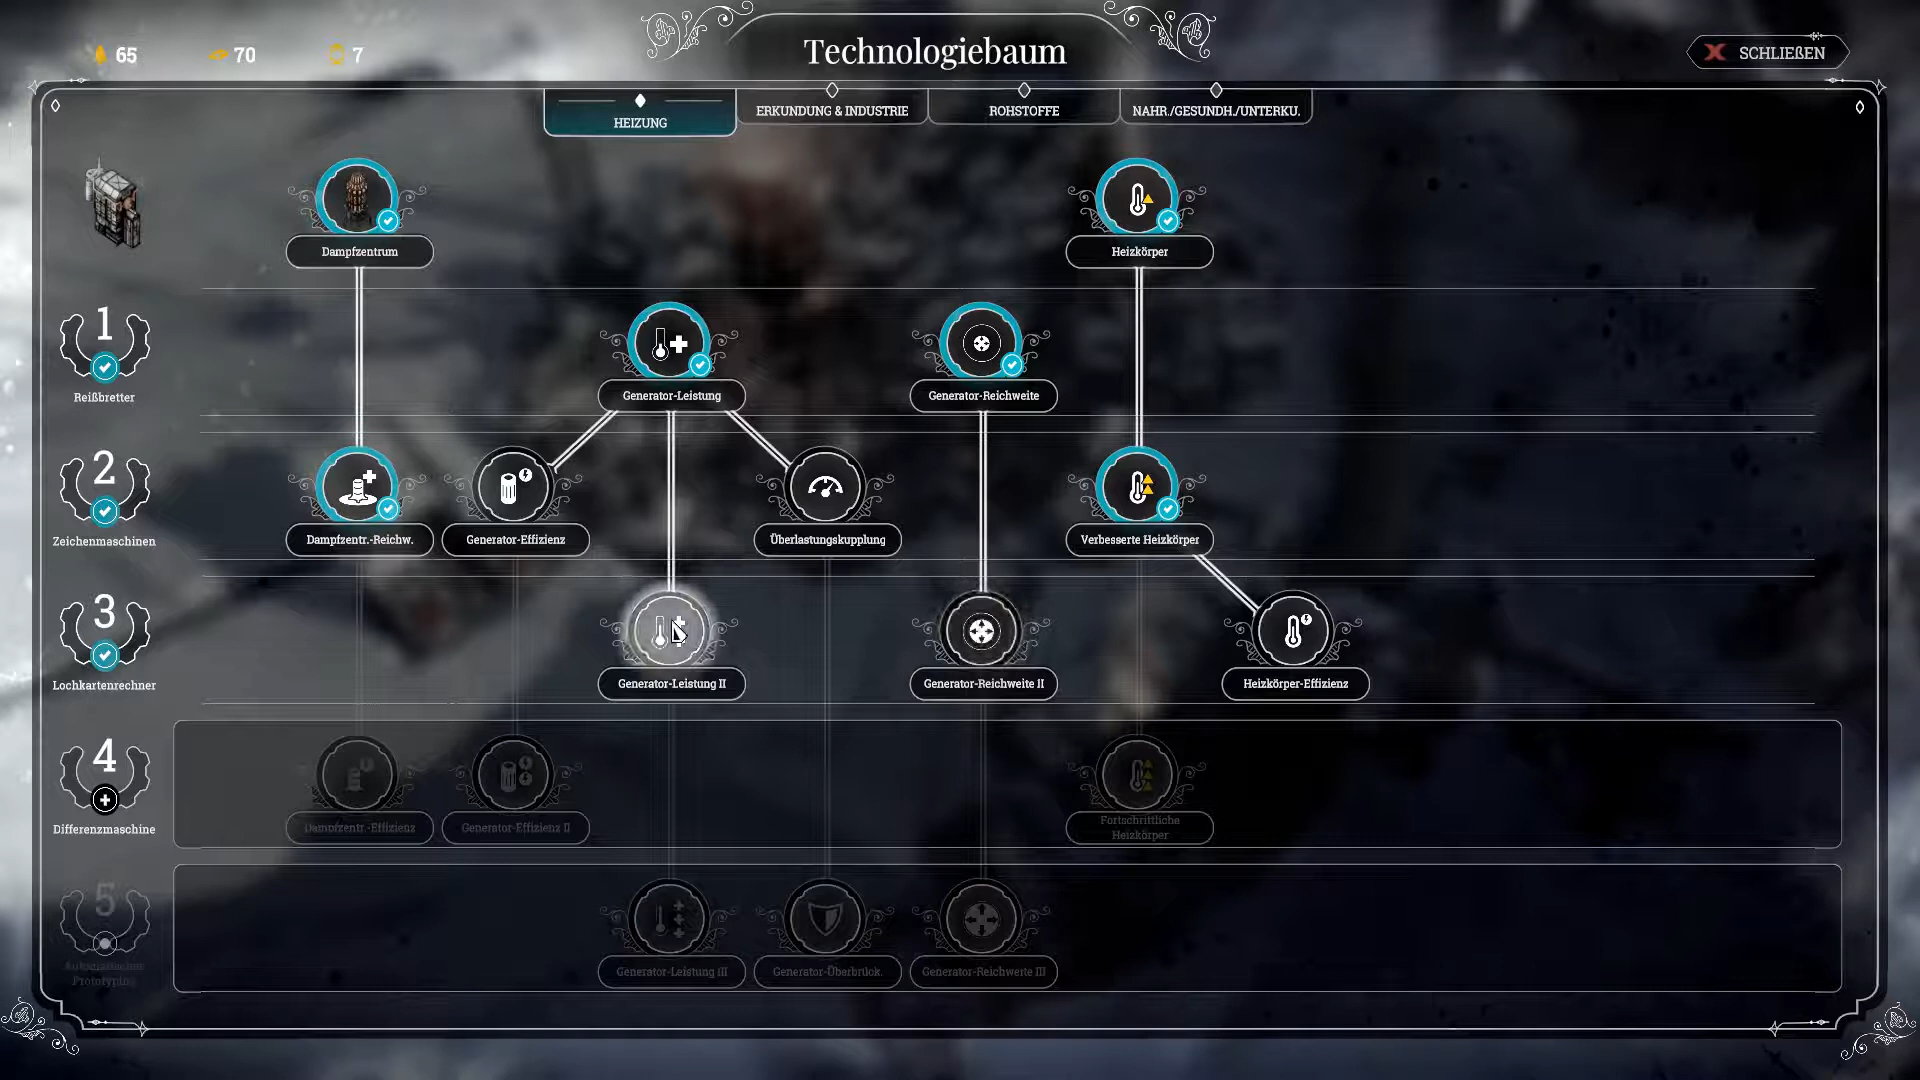 65 70 7
Technologiebaum
SCHLIEẞEN
HEIZUNG
ERKUNDUNG & INDUSTRIE
ROHSTOFFE
NAHR./GESUNDH./UNTERKU.
Dampfzentrum
Heizkörper
1
Reißbretter
Generator-Leistung
Generator-Reichweite
2
Zeichenmaschinen
Dampfzentr.-Reichw.
Generator-Effizienz
Überlastungskupplung
Verbesserte Heizkörper
3
Lochkartenrechner
Generator-Leistung II
Generator-Reichweite II
Heizkörper-Effizienz
4
Differenzmaschine
Dampfzentr.-Effizienz
Generator-Effizienz II
Fortschrittliche
Heizkörper
5
Automatisches
Prototyping
Generator-Leistung III
Generator-Überbrück.
Generator-Reichweite III